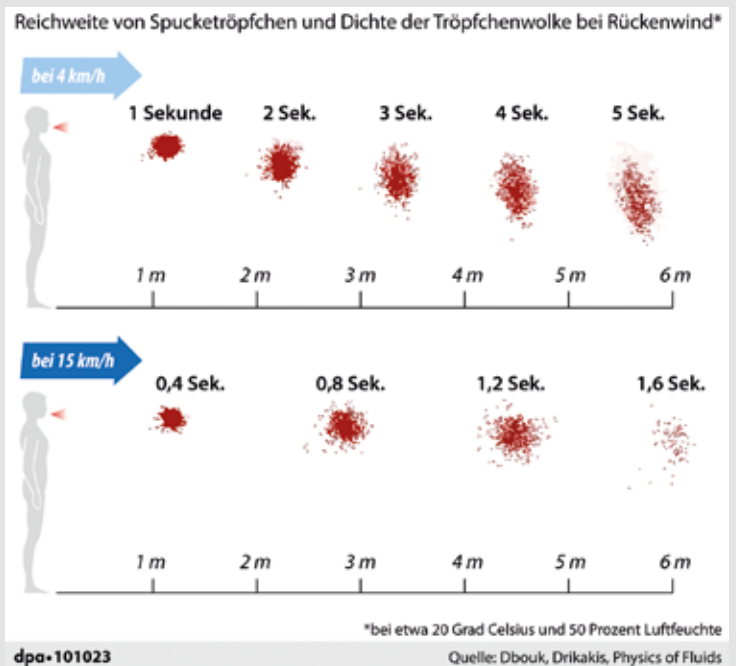 Reichweite von Spucketröpfchen und Dichte der Tröpfchenwolke bei Rückenwind*
bei 4 km/h
1 Sekunde 2 Sek. 3 Sek. 4 Sek. 5 Sek.
1 m 2 m 3 m 4 m 5 m 6 m
bei 15 km/h
0,4 Sek. 0,8 Sek. 1,2 Sek. 1,6 Sek.
1 m 2 m 3 m 4 m 5 m 6 m
*bei etwa 20 Grad Celsius und 50 Prozent Luftfeuchte
dpa•101023 Quelle: Dbouk, Drikakis, Physics of Fluids